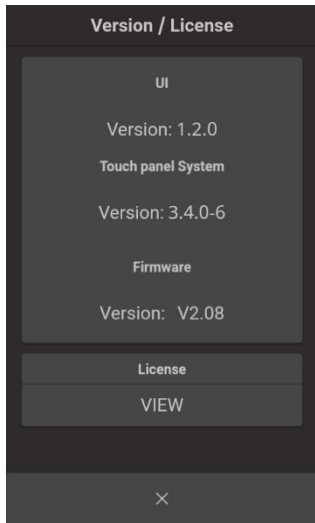 Version / License
UI
Version: 1.2.0
Touch panel System
Version: 3.4.0-6
Firmware
Version: V2.08
License
VIEW